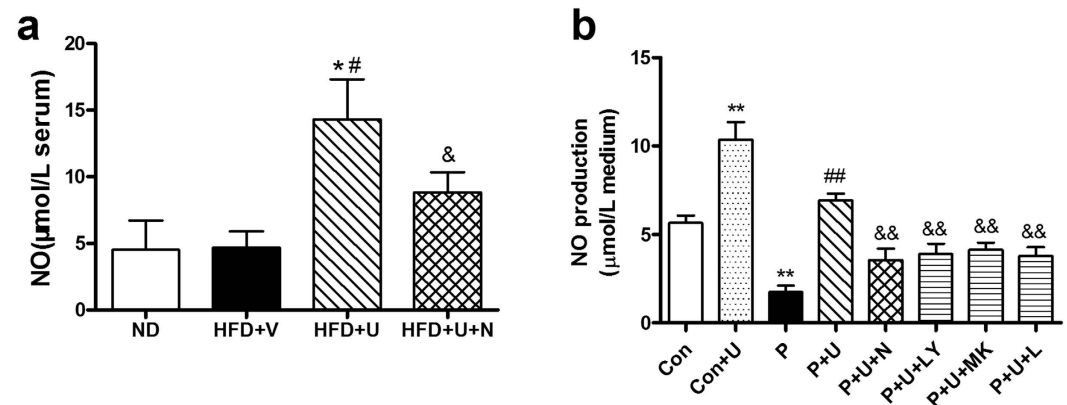 a
NO(μmol/L serum)
20
15
10
5
0
*#
&
ND
HFD+V
HFD+U
HFD+U+N
b
NO production
(μmol/L medium)
15
10
5
0
**
**
##
&&
&&
&&
&&
Con
Con+U
P
P+U
P+U+N
P+U+LY
P+U+MK
P+U+L